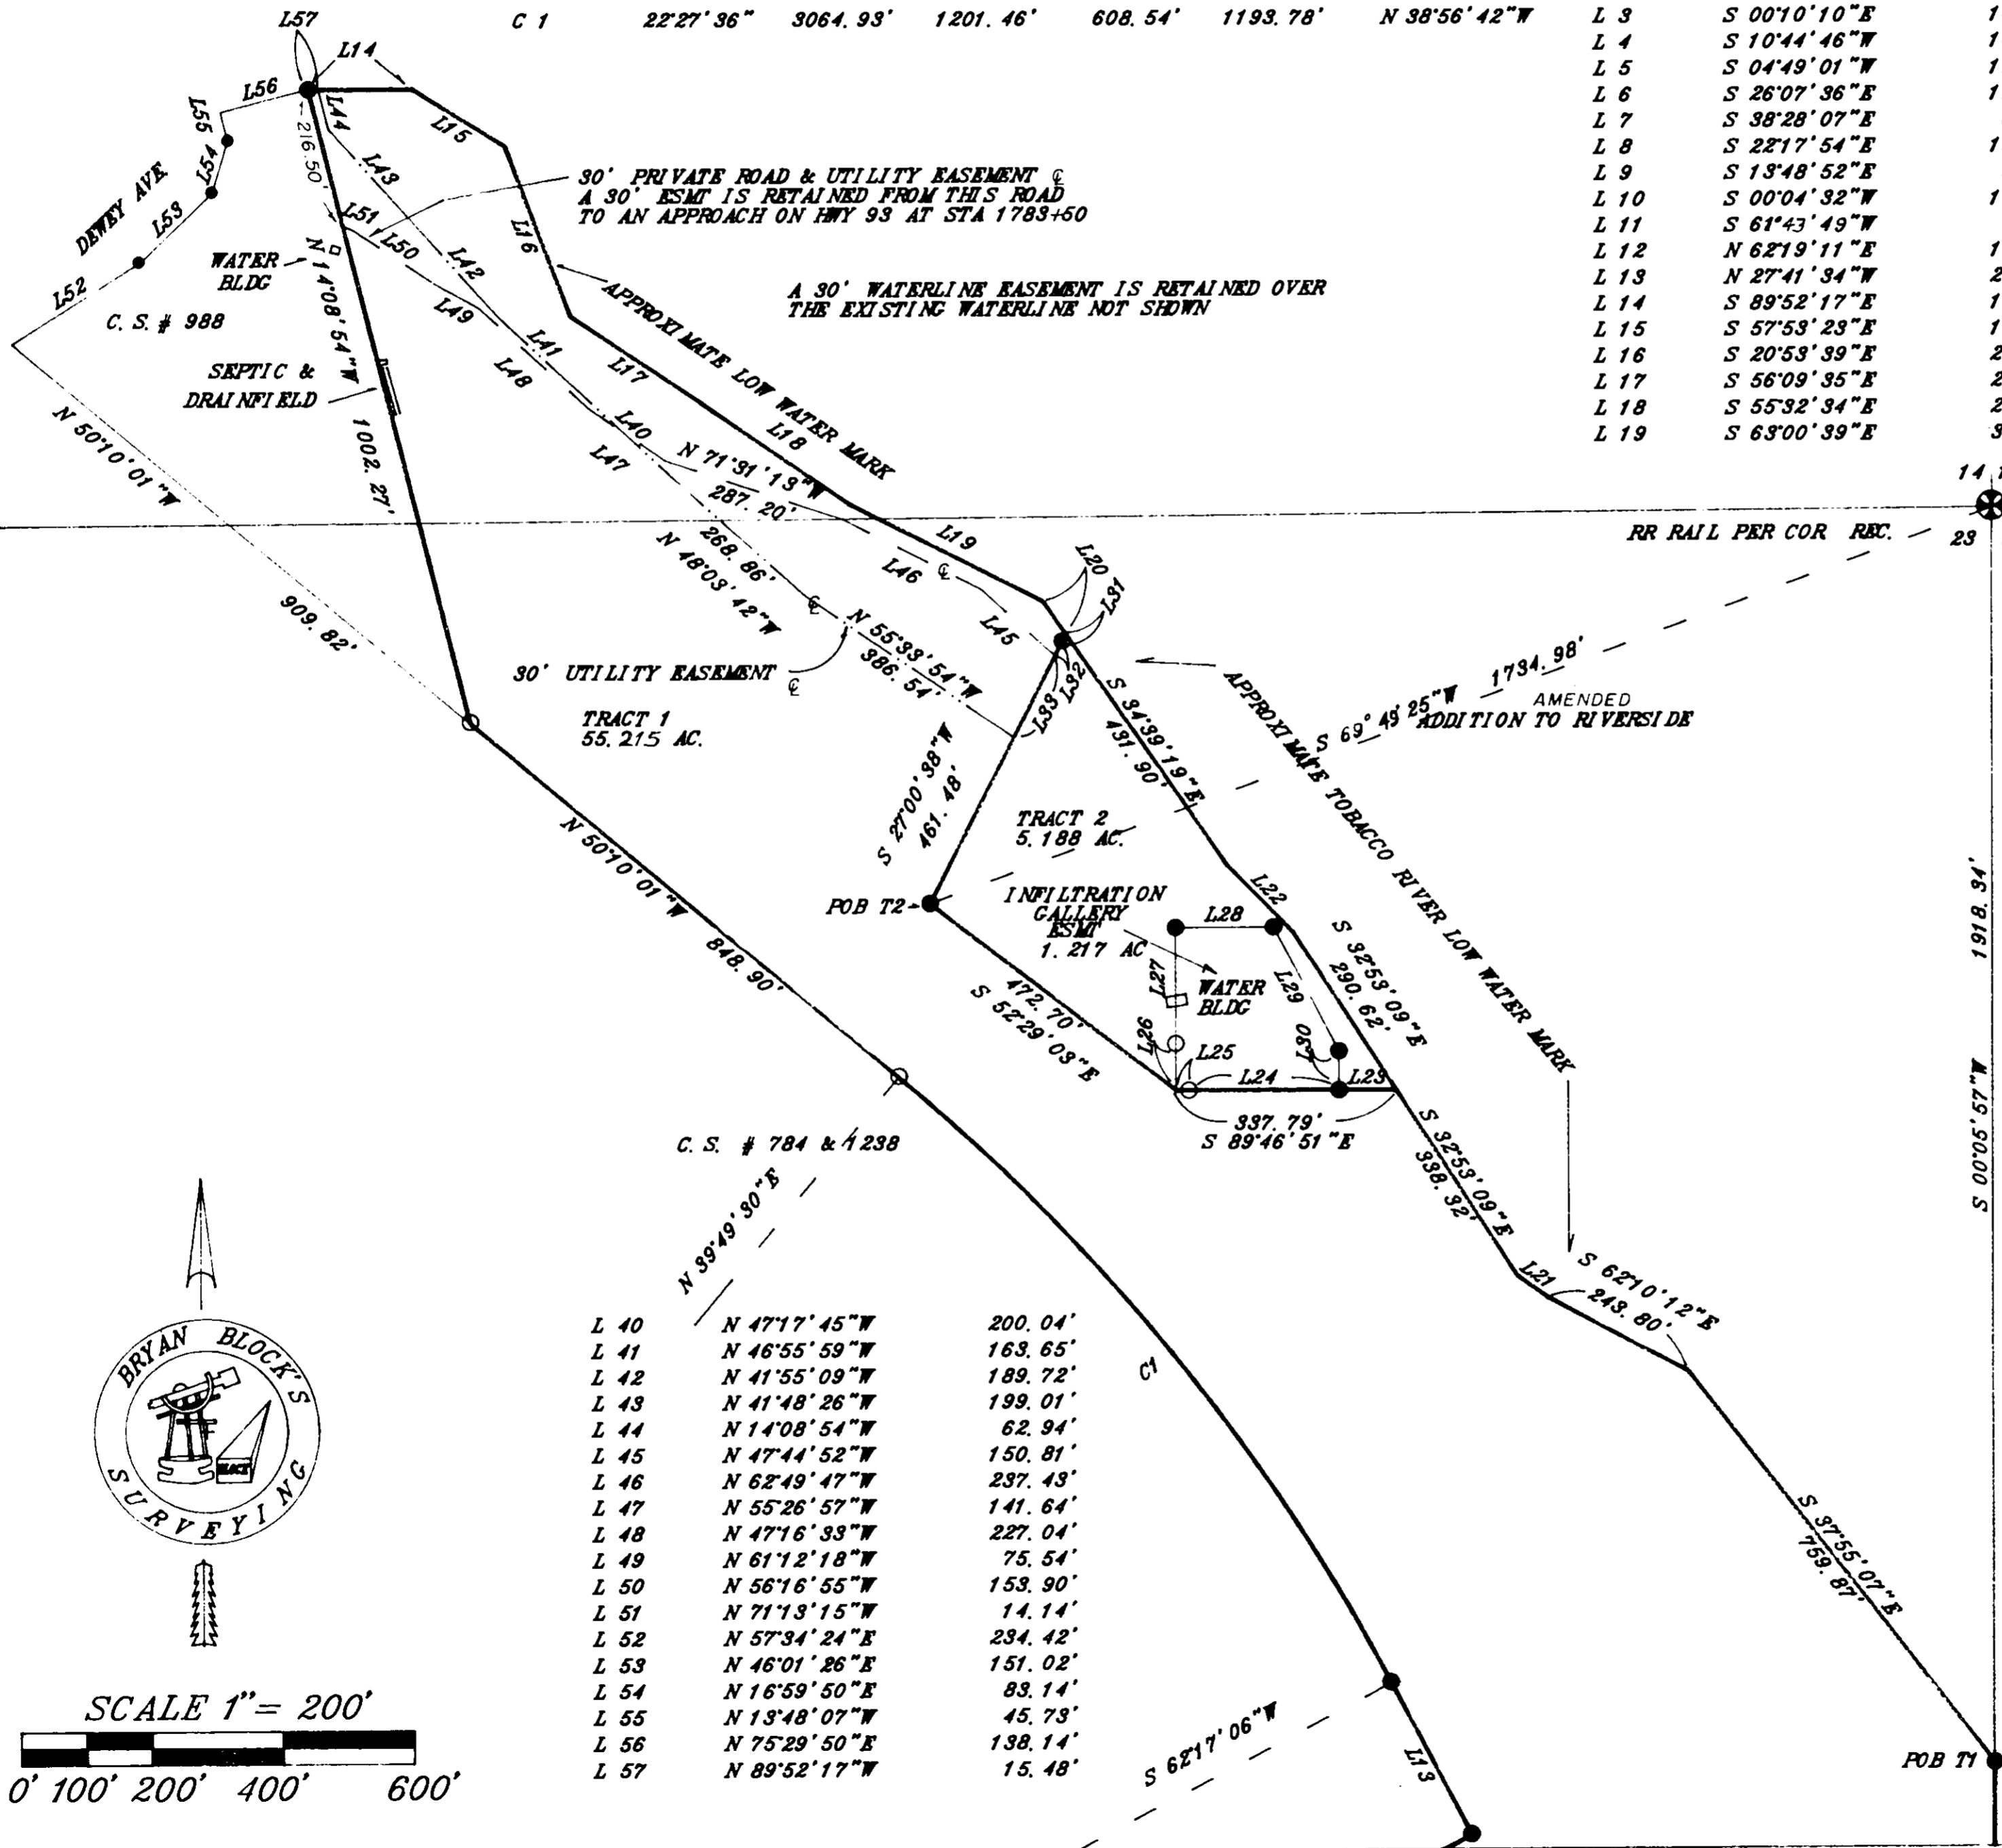 C 1 22°27'36" 3064.93' 1201.46' 608.54' 1193.78' N 38°56'42"W
L 3 S 00°10'10"E 1
L 4 S 10°44'46"W 1
L 5 S 04°49'01"W 1
L 6 S 26°07'36"E 1
L 7 S 38°28'07"E
L 8 S 22°17'54"E 1
L 9 S 13°48'52"E
L 10 S 00°04'32"W 1
L 11 S 61°43'49"W
L 12 N 62°19'11"E 1
L 13 N 27°41'34"W 2
L 14 S 89°52'17"E 1
L 15 S 57°53'23"E 1
L 16 S 20°53'39"E 2
L 17 S 56°09'35"E 2
L 18 S 55°32'34"E 2
L 19 S 63°00'39"E 3
L57
L14
L56
L55
L44
L15
216.50'
L54
L43
DEWEY AVE
L53
30' PRIVATE ROAD & UTILITY EASEMENT ℄
A 30' ESMT IS RETAINED FROM THIS ROAD
TO AN APPROACH ON HWY 93 AT STA 1783+50
L51
L50
L16
L42
WATER
BLDG
L52
L49
N 14°08'54"W
1002.27'
A 30' WATERLINE EASEMENT IS RETAINED OVER
THE EXISTING WATERLINE NOT SHOWN
APPROXIMATE LOW WATER MARK
C.S.# 988
L41
L48
L17
SEPTIC &
DRAINFIELD
L40
L18
L47
N 50°10'01"W
909.82'
N 71°31'13"W
287.20'
14
RR RAIL PER COR REC.
23
L19
268.86'
N 48°03'42"W
L46
℄
L20
L31
℄
L45
N 55°33'54"W
386.54'
30' UTILITY EASEMENT
℄
L33
L32
TRACT 1
55.215 AC.
S 34°39'19"E
431.90'
S 69°49'25"W
1734.98'
AMENDED
ADDITION TO RIVERSIDE
APPROXIMATE TOBACCO RIVER LOW WATER MARK
S 27°00'38"W
461.48'
TRACT 2
5.188 AC.
N 50°10'01"W
848.90'
POB T2
INFILTRATION
GALLERY
ESMT
1.217 AC
L22
L28
S 32°53'09"E
290.62'
L27
L29
WATER
BLDG
472.70'
S 52°29'03"E
L26
L25
L24
L30
L23
337.79'
S 89°46'51"E
1918.34'
S 00°05'57"W
C.S. # 784 & 1238
N 39°49'30"E
S 32°53'09"E
338.32'
L21
S 62°10'12"E
243.80'
C1
BRYAN BLOCK'S
BLOCK
SURVEYING
L 40 N 47°17'45"W 200.04'
L 41 N 46°55'59"W 163.65'
L 42 N 41°55'09"W 189.72'
L 43 N 41°48'26"W 199.01'
L 44 N 14°08'54"W 62.94'
L 45 N 47°44'52"W 150.81'
L 46 N 62°49'47"W 237.43'
L 47 N 55°26'57"W 141.64'
L 48 N 47°16'33"W 227.04'
L 49 N 61°12'18"W 75.54'
L 50 N 56°16'55"W 153.90'
L 51 N 71°13'15"W 14.14'
L 52 N 57°34'24"E 234.42'
L 53 N 46°01'26"E 151.02'
L 54 N 16°59'50"E 83.14'
L 55 N 13°48'07"W 45.73'
L 56 N 75°29'50"E 138.14'
L 57 N 89°52'17"W 15.48'
S 37°55'07"E
759.87'
SCALE 1"= 200'
0' 100' 200' 400' 600'
S 62°17'06"W
L13
POB T1